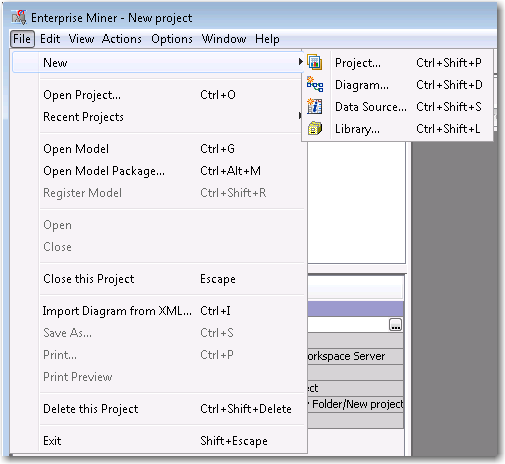 Enterprise Miner - New project
File Edit View Actions Options Window Help
New
Project... Ctrl+Shift+P
Diagram... Ctrl+Shift+D
Data Source... Ctrl+Shift+S
Library... Ctrl+Shift+L
Open Project... Ctrl+O
Recent Projects
Open Model Ctrl+G
Open Model Package... Ctrl+Alt+M
Register Model Ctrl+Shift+R
Open
Close
Close this Project Escape
Import Diagram from XML... Ctrl+I
Save As... Ctrl+S
Print... Ctrl+P
Print Preview
Delete this Project Ctrl+Shift+Delete
Exit Shift+Escape
...
orkspace Server
ect
Folder/New project